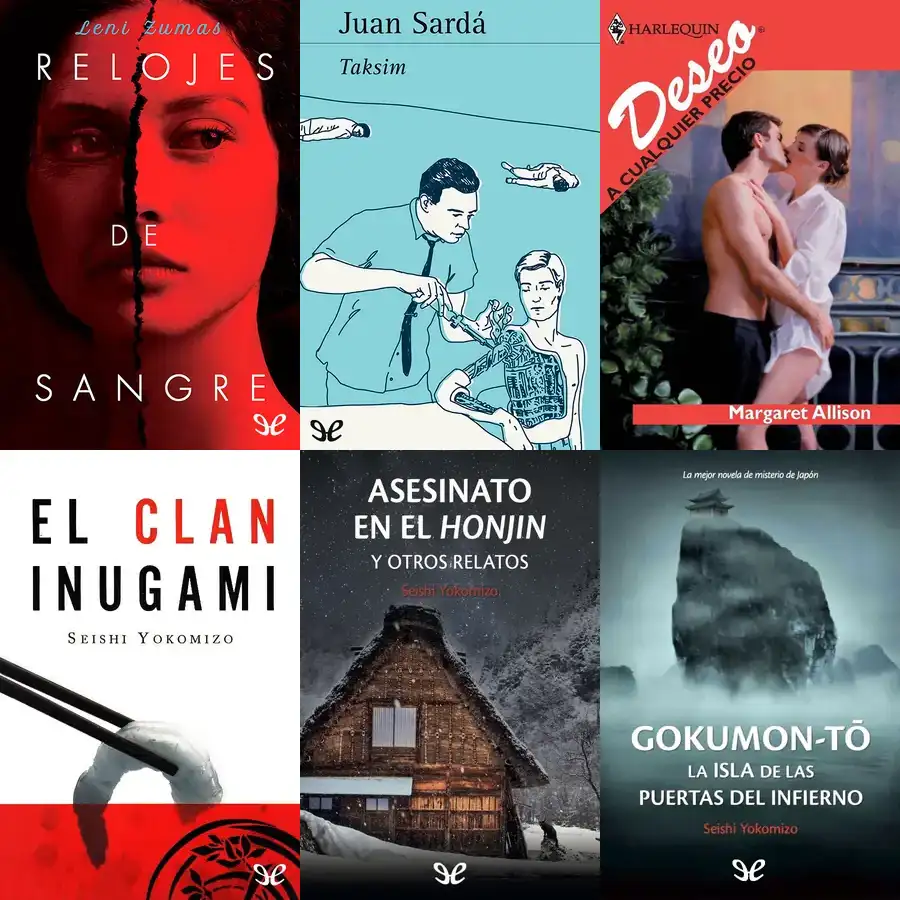 Leni Zumas
RELOJES
DE
SANGRE
Juan Sardá
Taksim
HARLEQUIN
Deseo
A CUALQUIER PRECIO
Margaret Allison
EL CLAN
INUGAMI
SEISHI YOKOMIZO
ASESINATO
EN EL HONJIN
Y OTROS RELATOS
Seishi Yokomizo
La mejor novela de misterio de Japón
GOKUMON-TŌ
LA ISLA DE LAS
PUERTAS DEL INFIERNO
Seishi Yokomizo